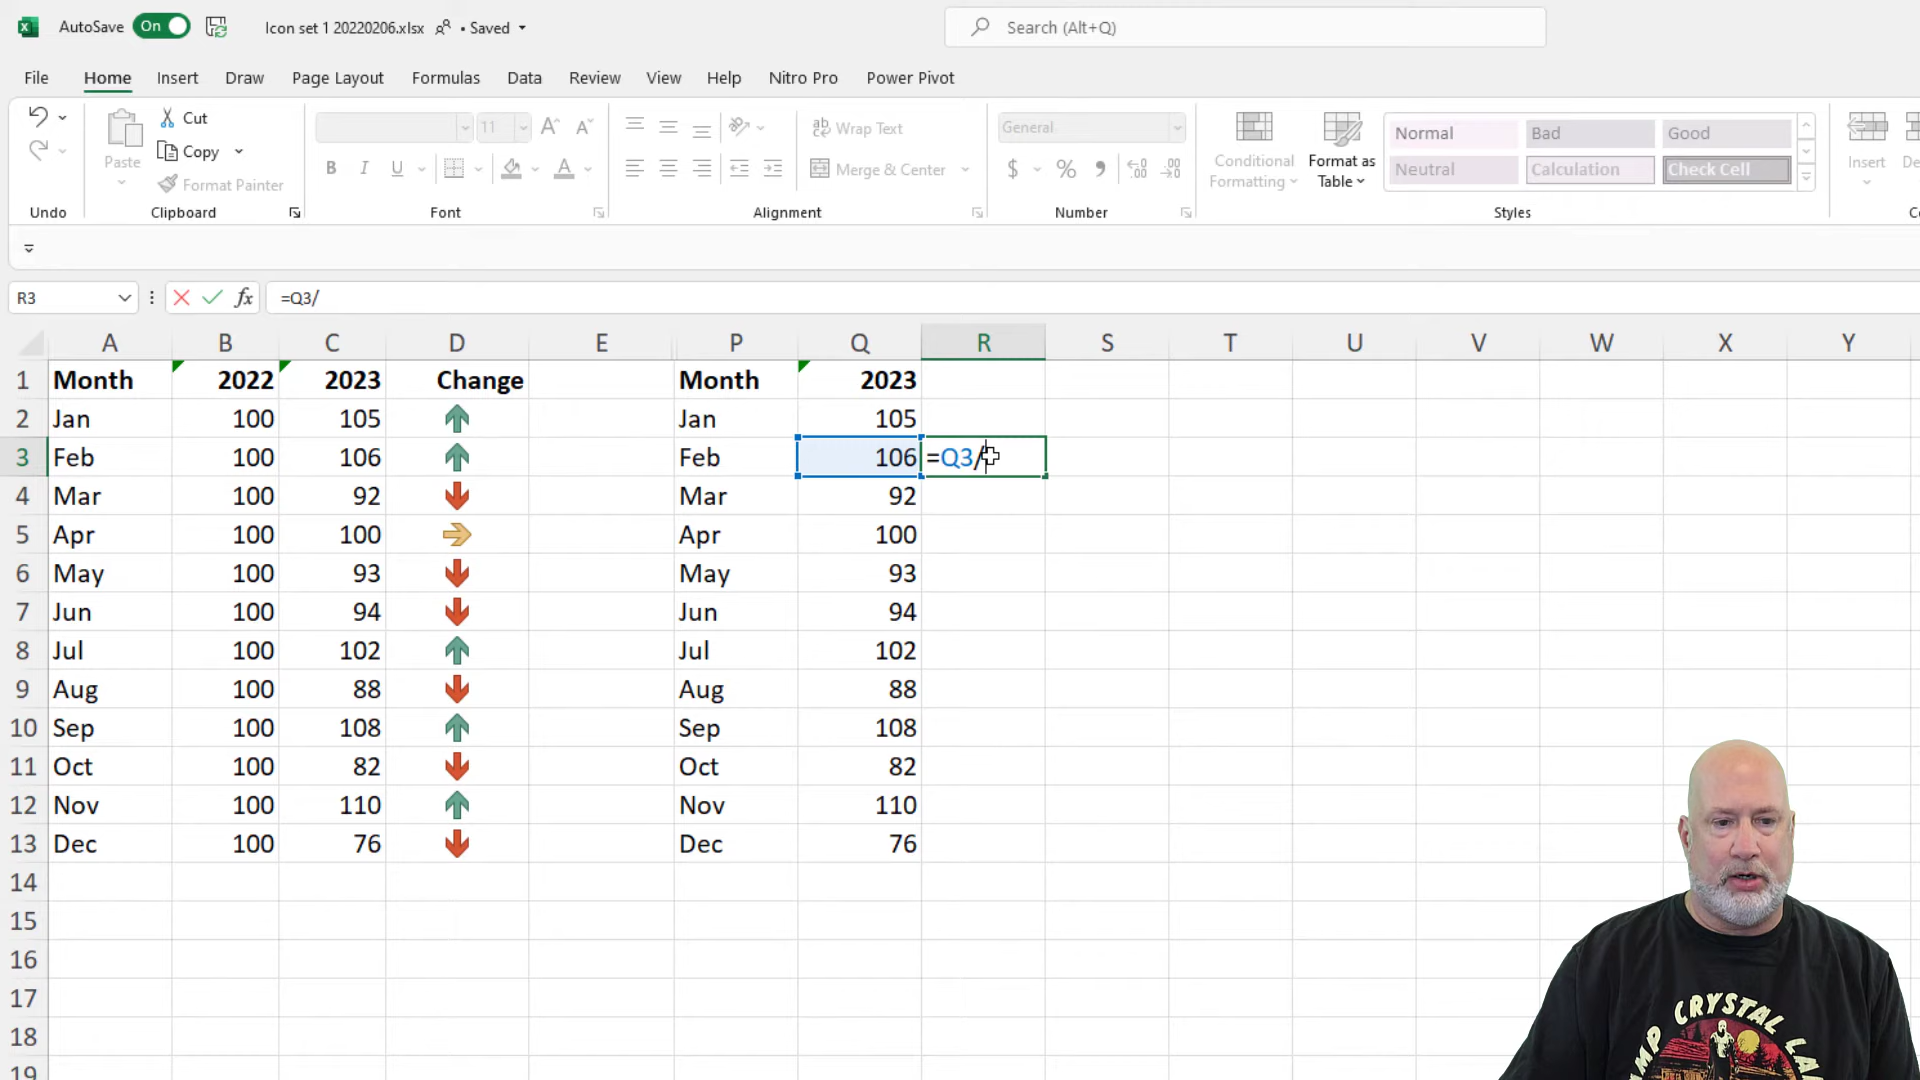 AutoSave On Icon set 1 20220206.xlsx • Saved Search (Alt+Q)
File Home Insert Draw Page Layout Formulas Data Review View Help Nitro Pro Power Pivot
Cut
Copy
Format Painter
Paste
11
Wrap Text
Merge & Center
General
Conditional Formatting
Format as Table
Normal Bad Good
Neutral Calculation Check Cell
Insert
Undo Clipboard Font Alignment Number Styles
R3 fx =Q3/
A B C D E P Q R S T U V W X Y
1 Month 2022 2023 Change Month 2023
2 Jan 100 105 Jan 105
3 Feb 100 106 Feb 106 =Q3/
4 Mar 100 92 Mar 92
5 Apr 100 100 Apr 100
6 May 100 93 May 93
7 Jun 100 94 Jun 94
8 Jul 100 102 Jul 102
9 Aug 100 88 Aug 88
10 Sep 100 108 Sep 108
11 Oct 100 82 Oct 82
12 Nov 100 110 Nov 110
13 Dec 100 76 Dec 76
14
15
16
17
18
19
CRYSTAL